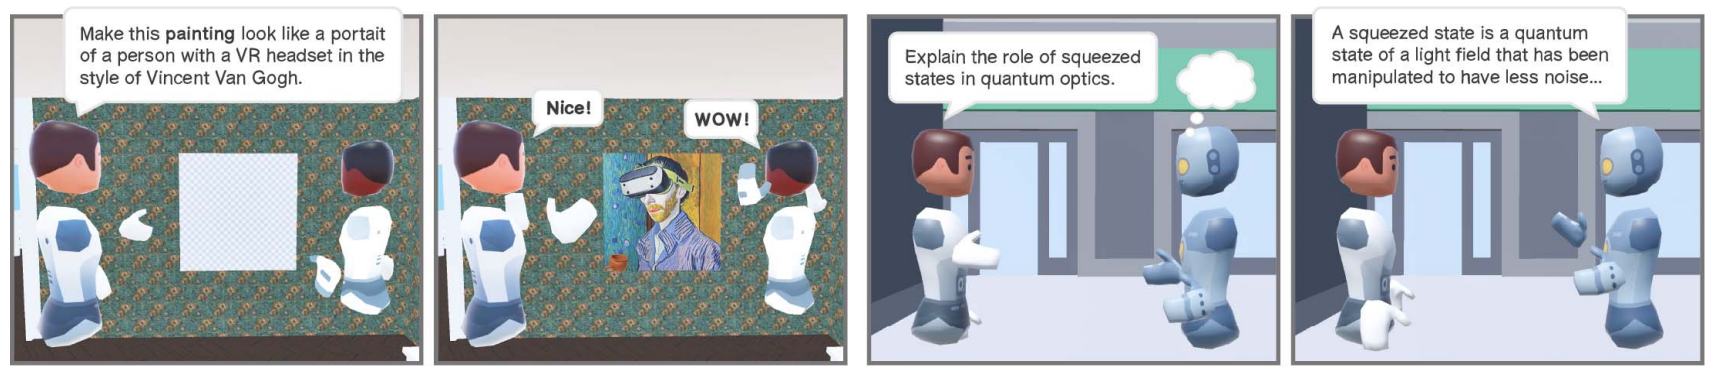 Make this painting look like a portait
of a person with a VR headset in the
style of Vincent Van Gogh.
Nice!
WOW!
Explain the role of squeezed
states in quantum optics.
A squeezed state is a quantum
state of a light field that has been
manipulated to have less noise...